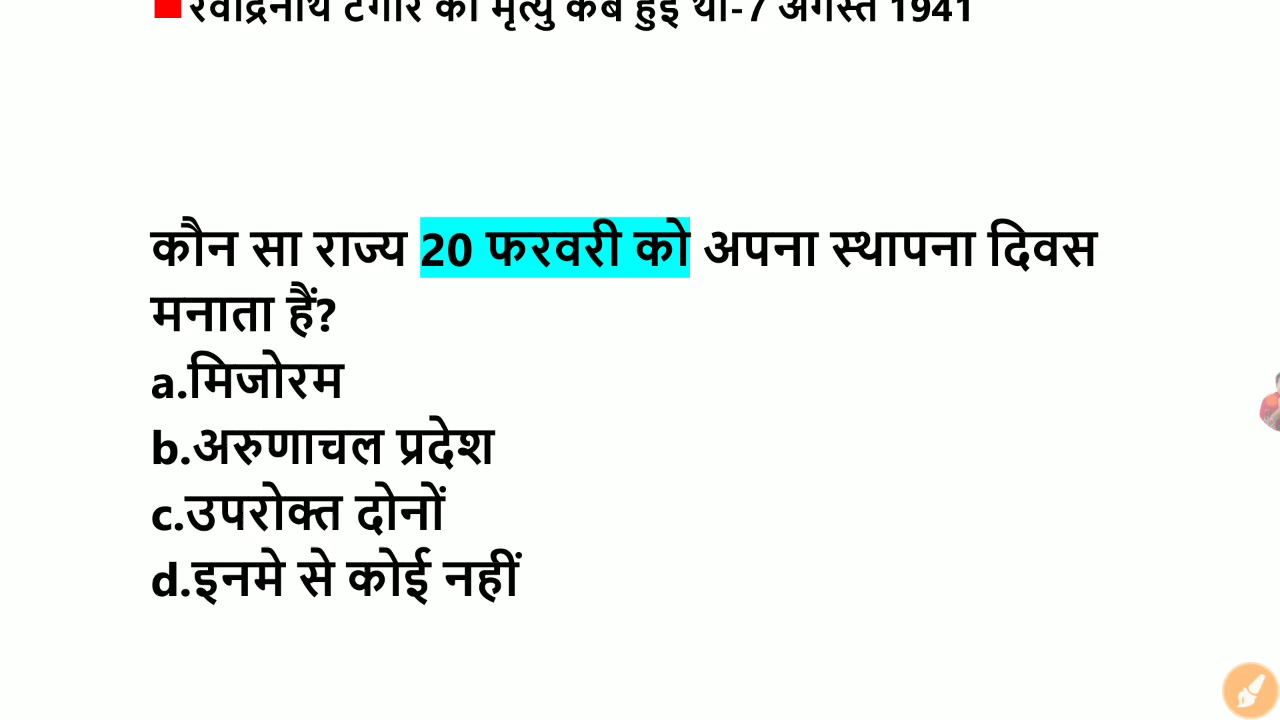 रवींद्रनाथ टैगोर की मृत्यु कब हुई थी-7 अगस्त 1941
कौन सा राज्य 20 फरवरी को अपना स्थापना दिवस
मनाता हैं?
a.मिजोरम
b.अरुणाचल प्रदेश
c.उपरोक्त दोनों
d.इनमे से कोई नहीं